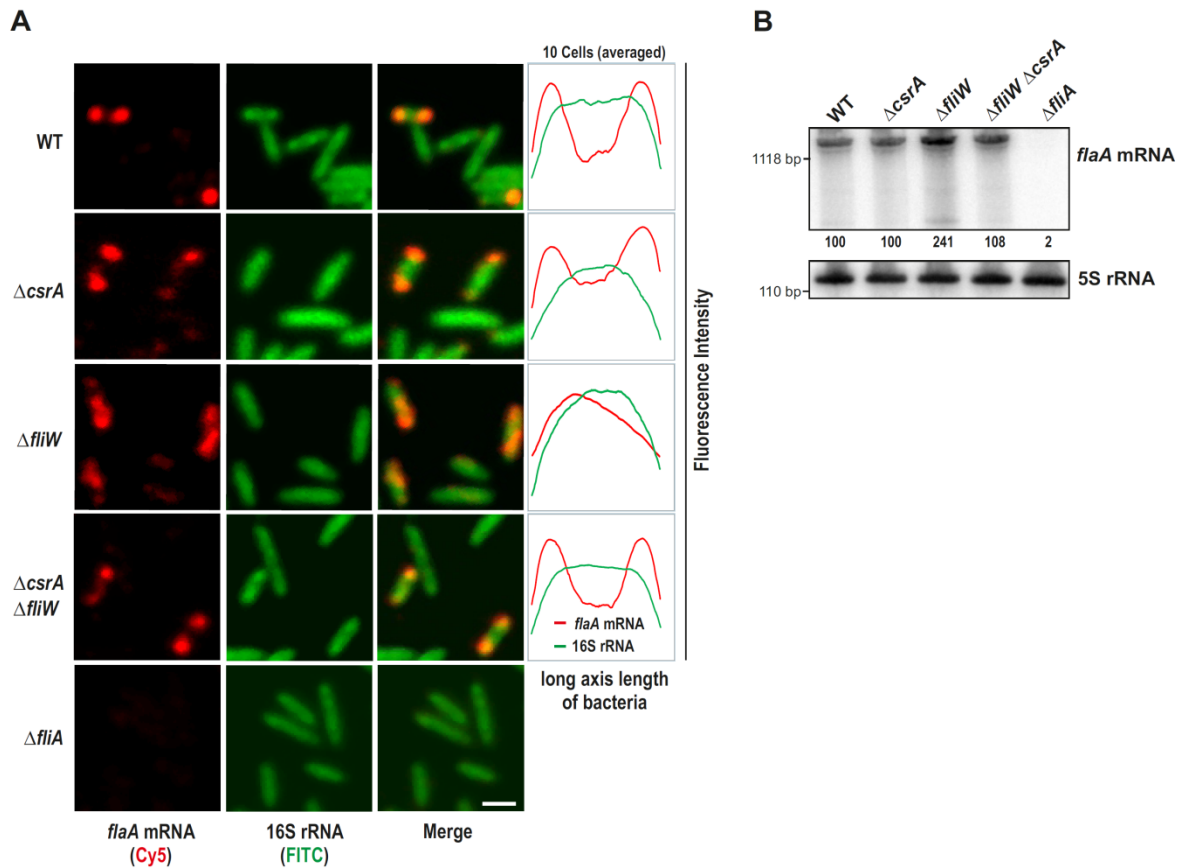 A
10 Cells (averaged)
WT
ΔcsrA
ΔfliW
ΔcsrA
ΔfliW
ΔfliA
flaA mRNA
16S rRNA
Fluorescence Intensity
long axis length
of bacteria
flaA mRNA
(Cy5)
16S rRNA
(FITC)
Merge
B
WT
ΔcsrA
ΔfliW
ΔfliW ΔcsrA
ΔfliA
1118 bp
flaA mRNA
100 100 241 108 2
110 bp
5S rRNA